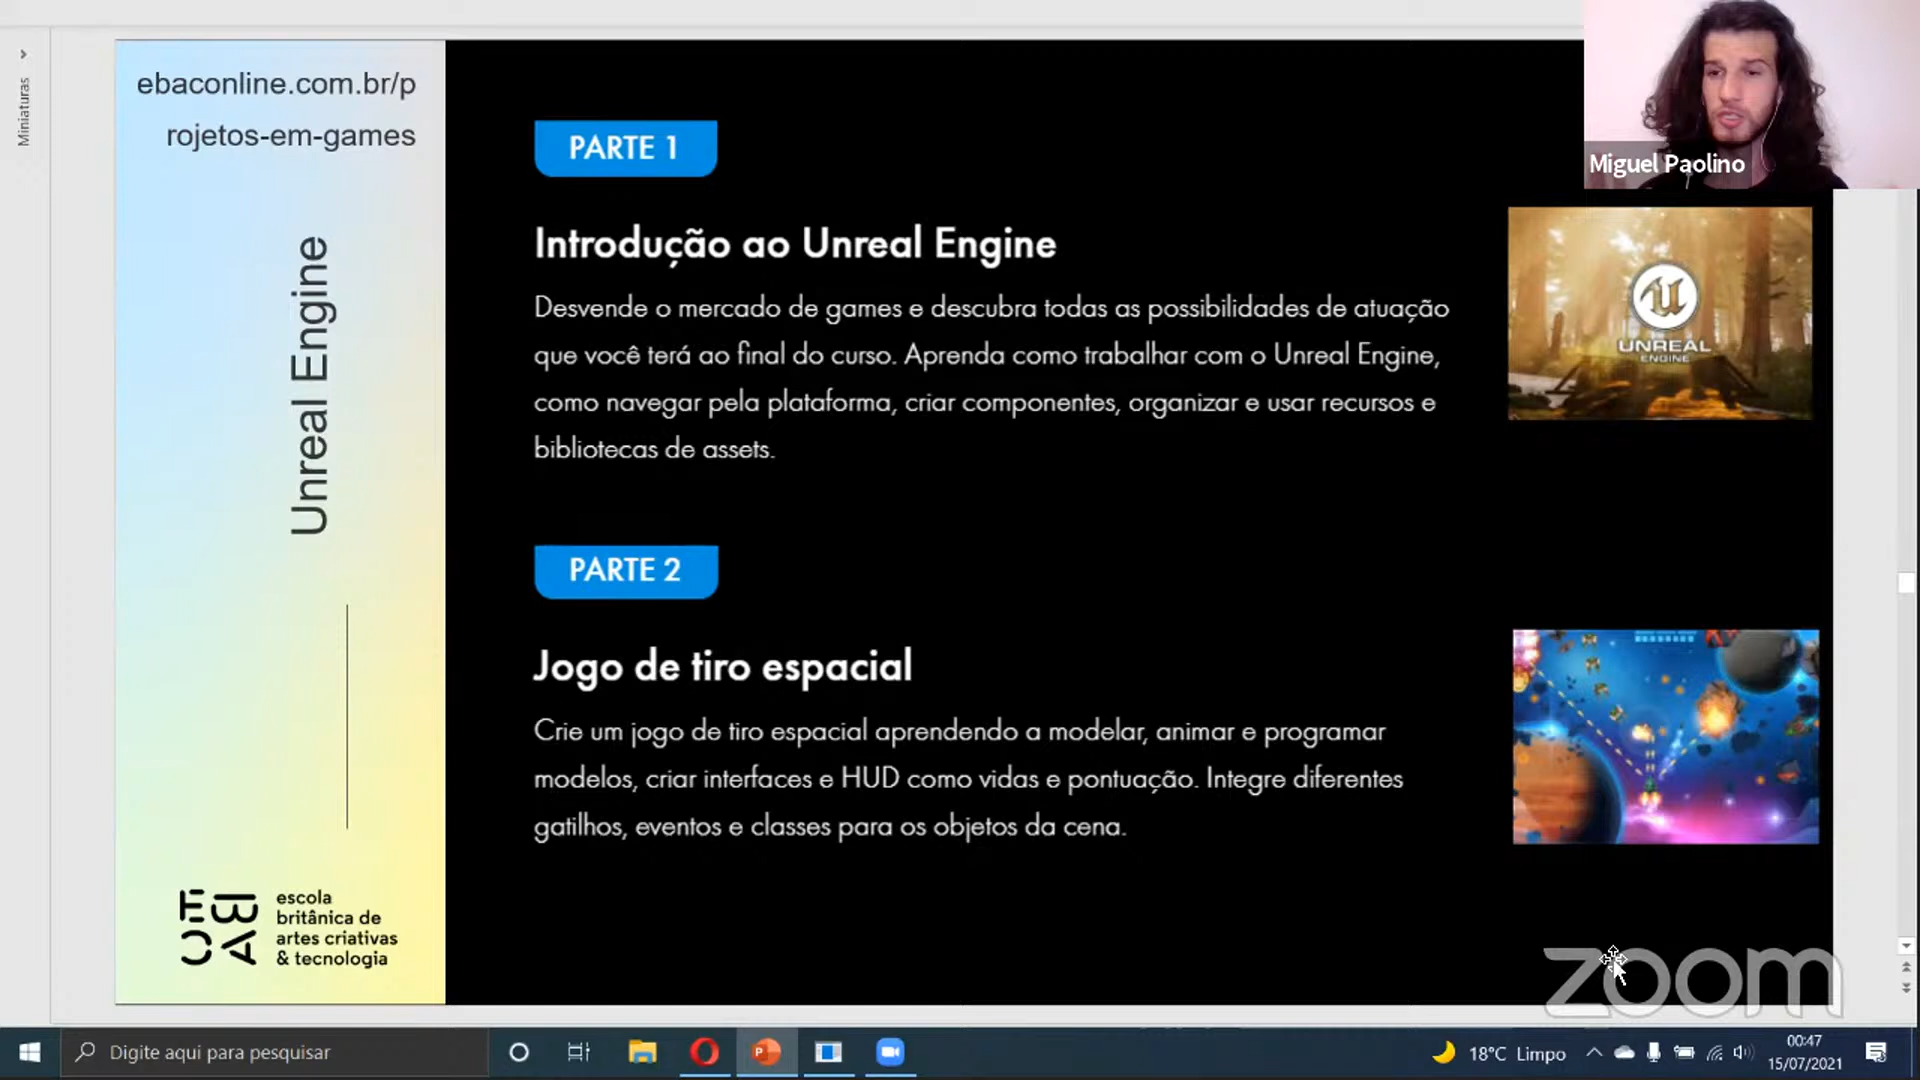 ebaconline.com.br/p
rojetos-em-games
Miniaturas
Unreal Engine
escola
britânica de
artes criativas
& tecnologia
PARTE 1
Introdução ao Unreal Engine
Desvende o mercado de games e descubra todas as possibilidades de atuação
que você terá ao final do curso. Aprenda como trabalhar com o Unreal Engine,
como navegar pela plataforma, criar componentes, organizar e usar recursos e
bibliotecas de assets.
UNREAL
ENGINE
PARTE 2
Jogo de tiro espacial
Crie um jogo de tiro espacial aprendendo a modelar, animar e programar
modelos, criar interfaces e HUD como vidas e pontuação. Integre diferentes
gatilhos, eventos e classes para os objetos da cena.
Miguel Paolino
zoom
Digite aqui para pesquisar
18°C Limpo
00:47
15/07/2021